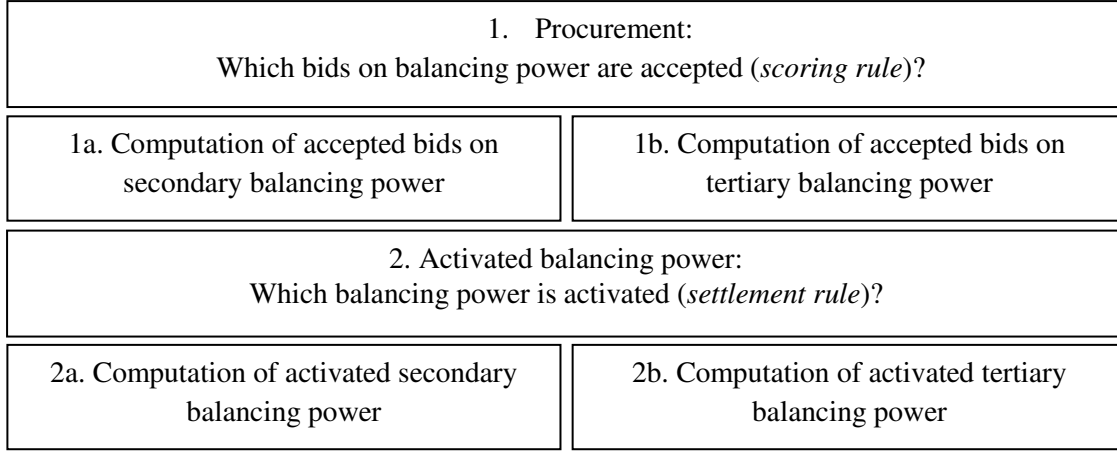 1. Procurement:
Which bids on balancing power are accepted (scoring rule)?
1a. Computation of accepted bids on
secondary balancing power
1b. Computation of accepted bids on
tertiary balancing power
2. Activated balancing power:
Which balancing power is activated (settlement rule)?
2a. Computation of activated secondary
balancing power
2b. Computation of activated tertiary
balancing power